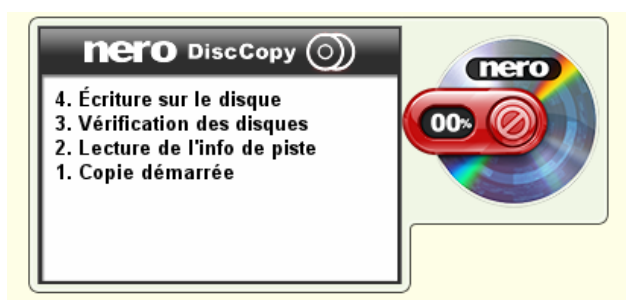 nero DiscCopy
4. Écriture sur le disque
3. Vérification des disques
2. Lecture de l'info de piste
1. Copie démarrée
nero
00%